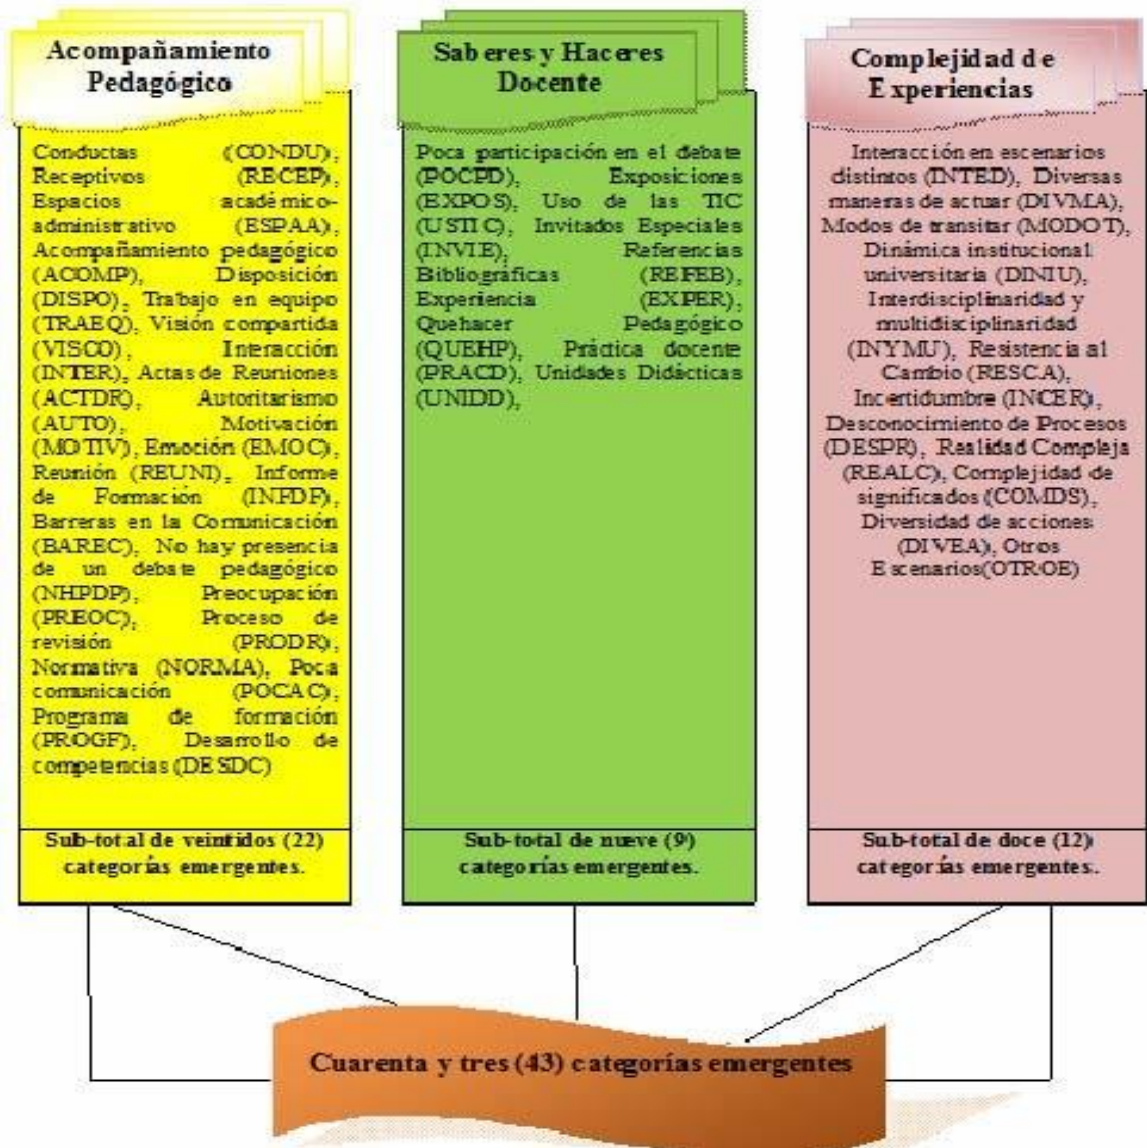 Acompañamiento
Pedagógico
Conductas (CONDU),
Receptivos (RECEP),
Espacios académico-
administrativo (ESPAA),
Acompañamiento pedagógico
(ACOMP), Disposición
(DISPO), Trabajo en equipo
(TRAEQ), Visión compartida
(VISCO), Interacción
(INTER), Actas de Reuniones
(ACTDR), Autoritarismo
(AUTO), Motivación
(MOTIV), Emoción (EMOC),
Reunión (REUNI), Informe
de Formación (INFDF),
Barreras en la Comunicación
(BAREC), No hay presencia
de un debate pedagógico
(NHPDP), Preocupación
(PREOC), Proceso de
revisión (PRODR),
Normativa (NORMA), Poca
comunicación (POCAC),
Programa de formación
(PROGF), Desarrollo de
competencias (DESDC)
Sub-total de veintidos (22)
categorías emergentes.
Saberes y Haceres
Docente
Poca participación en el debate
(POCPD), Exposiciones
(EXPOS), Uso de las TIC
(USTIC), Invitados Especiales
(INVIE), Referencias
Bibliográficas (REFEB),
Experiencia (EXPER),
Quehacer Pedagógico
(QUEHP), Práctica docente
(PRACD), Unidades Didácticas
(UNIDD),
Sub-total de nueve (9)
categorías emergentes.
Complejidad de
Experiencias
Interacción en escenarios
distintos (INTED), Diversas
maneras de actuar (DIVMA),
Modos de transitar (MODOT),
Dinámica institucional
universitaria (DINIU),
Interdisciplinaridad y
multidisciplinaridad
(INYMU), Resistencia al
Cambio (RESCA),
Incertidumbre (INCER),
Desconocimiento de Procesos
(DESPR), Realidad Compleja
(REALC), Complejidad de
significados (COMDS),
Diversidad de acciones
(DIVEA), Otros
Escenarios(OTROE)
Sub-total de doce (12)
categorías emergentes.
Cuarenta y tres (43) categorías emergentes